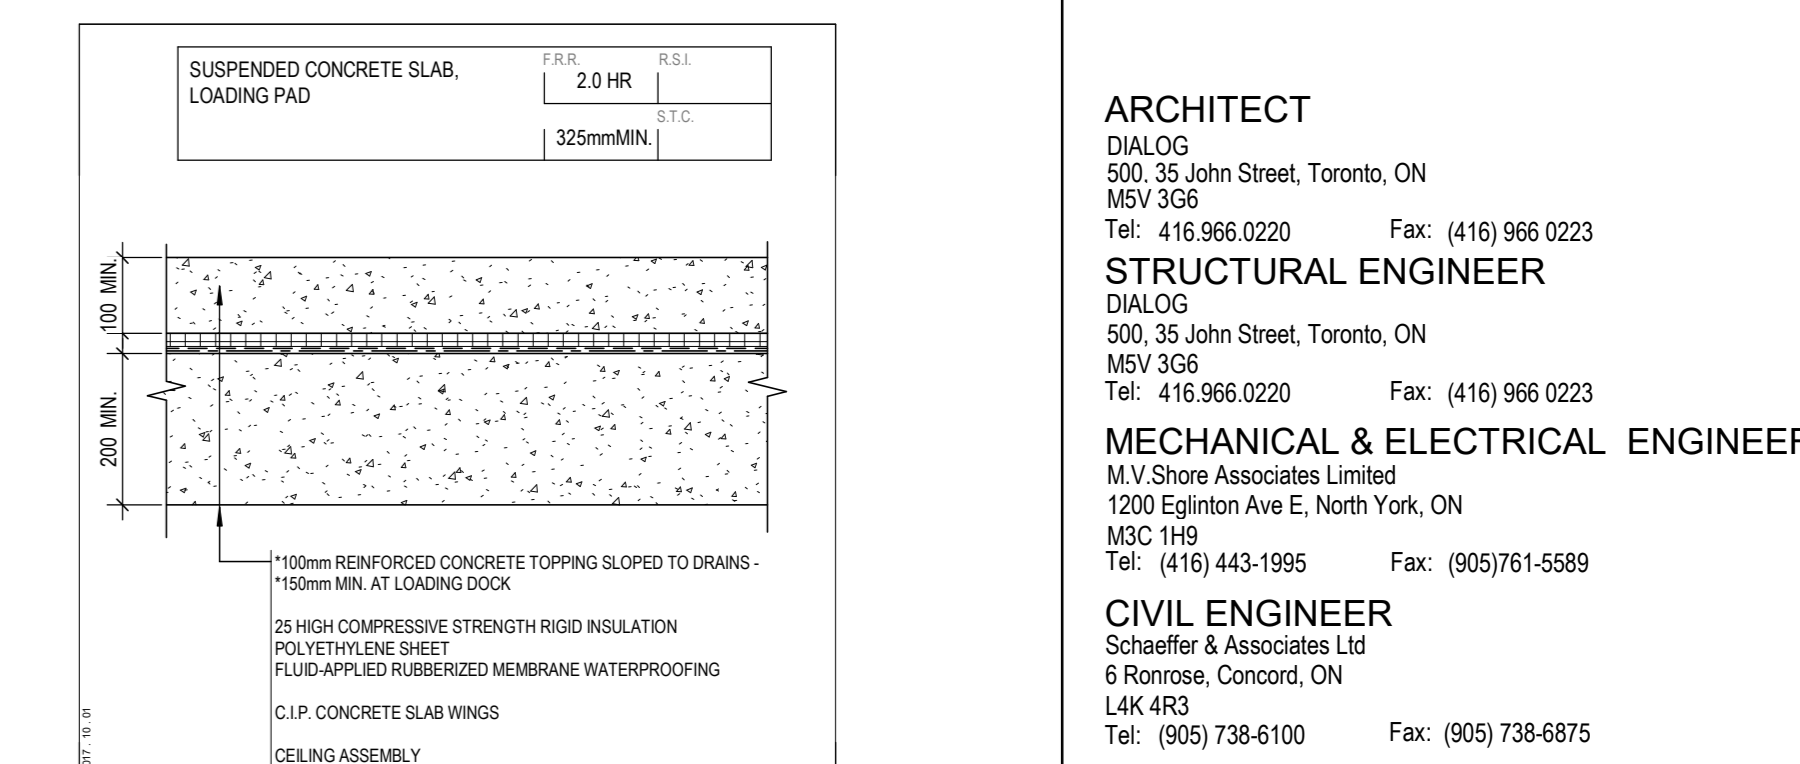 SUSPENDED CONCRETE SLAB,
LOADING PAD
F.R.R.
2.0 HR
R.S.I.
S.T.C.
325mmMIN.
100 MIN.
200 MIN.
*100mm REINFORCED CONCRETE TOPPING SLOPED TO DRAINS -
*150mm MIN. AT LOADING DOCK
25 HIGH COMPRESSIVE STRENGTH RIGID INSULATION
POLYETHYLENE SHEET
FLUID-APPLIED RUBBERIZED MEMBRANE WATERPROOFING
C.I.P. CONCRETE SLAB WINGS
CEILING ASSEMBLY
017 . 10 . 01
ARCHITECT
DIALOG
500, 35 John Street, Toronto, ON
M5V 3G6
Tel: 416.966.0220 Fax: (416) 966 0223
STRUCTURAL ENGINEER
DIALOG
500, 35 John Street, Toronto, ON
M5V 3G6
Tel: 416.966.0220 Fax: (416) 966 0223
MECHANICAL & ELECTRICAL ENGINEER
M.V.Shore Associates Limited
1200 Eglinton Ave E, North York, ON
M3C 1H9
Tel: (416) 443-1995 Fax: (905)761-5589
CIVIL ENGINEER
Schaeffer & Associates Ltd
6 Ronrose, Concord, ON
L4K 4R3
Tel: (905) 738-6100 Fax: (905) 738-6875